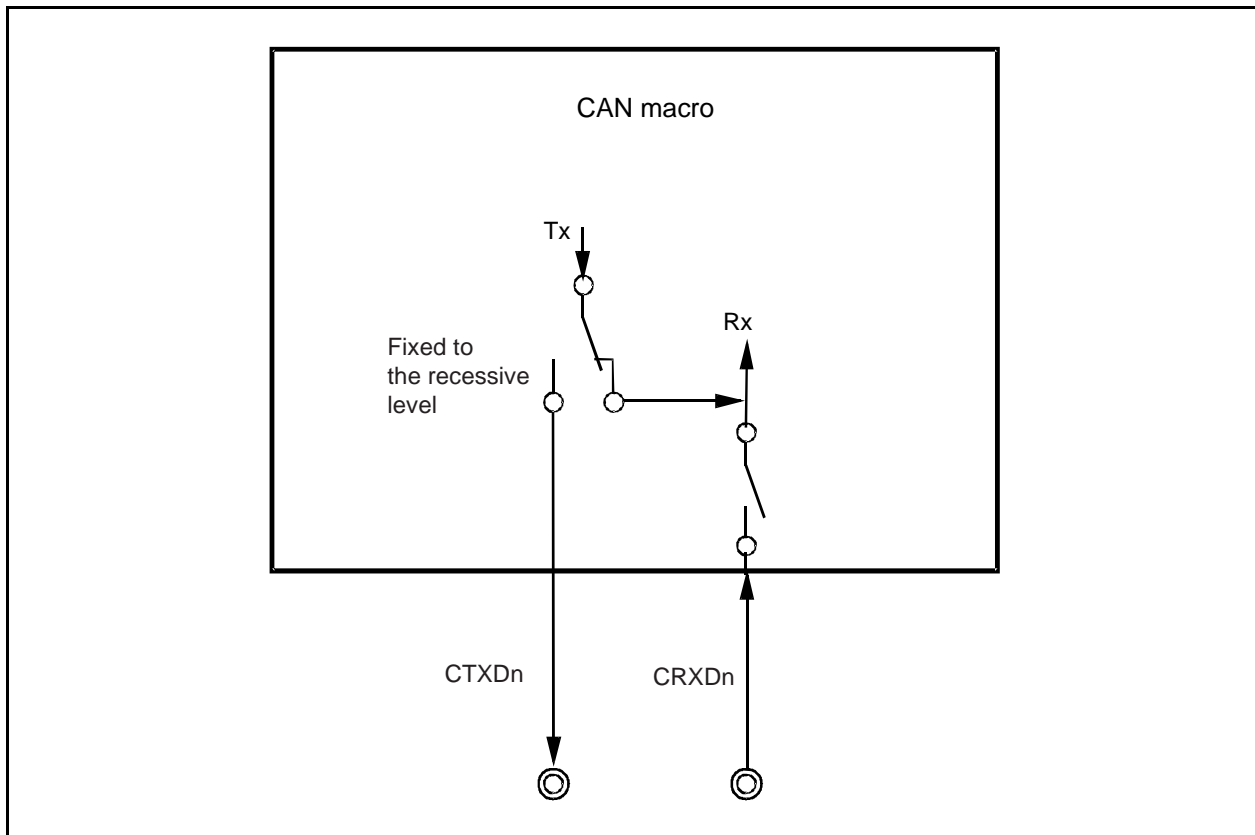 CAN macro
Tx
Rx
Fixed to
the recessive
level
CTXDn
CRXDn